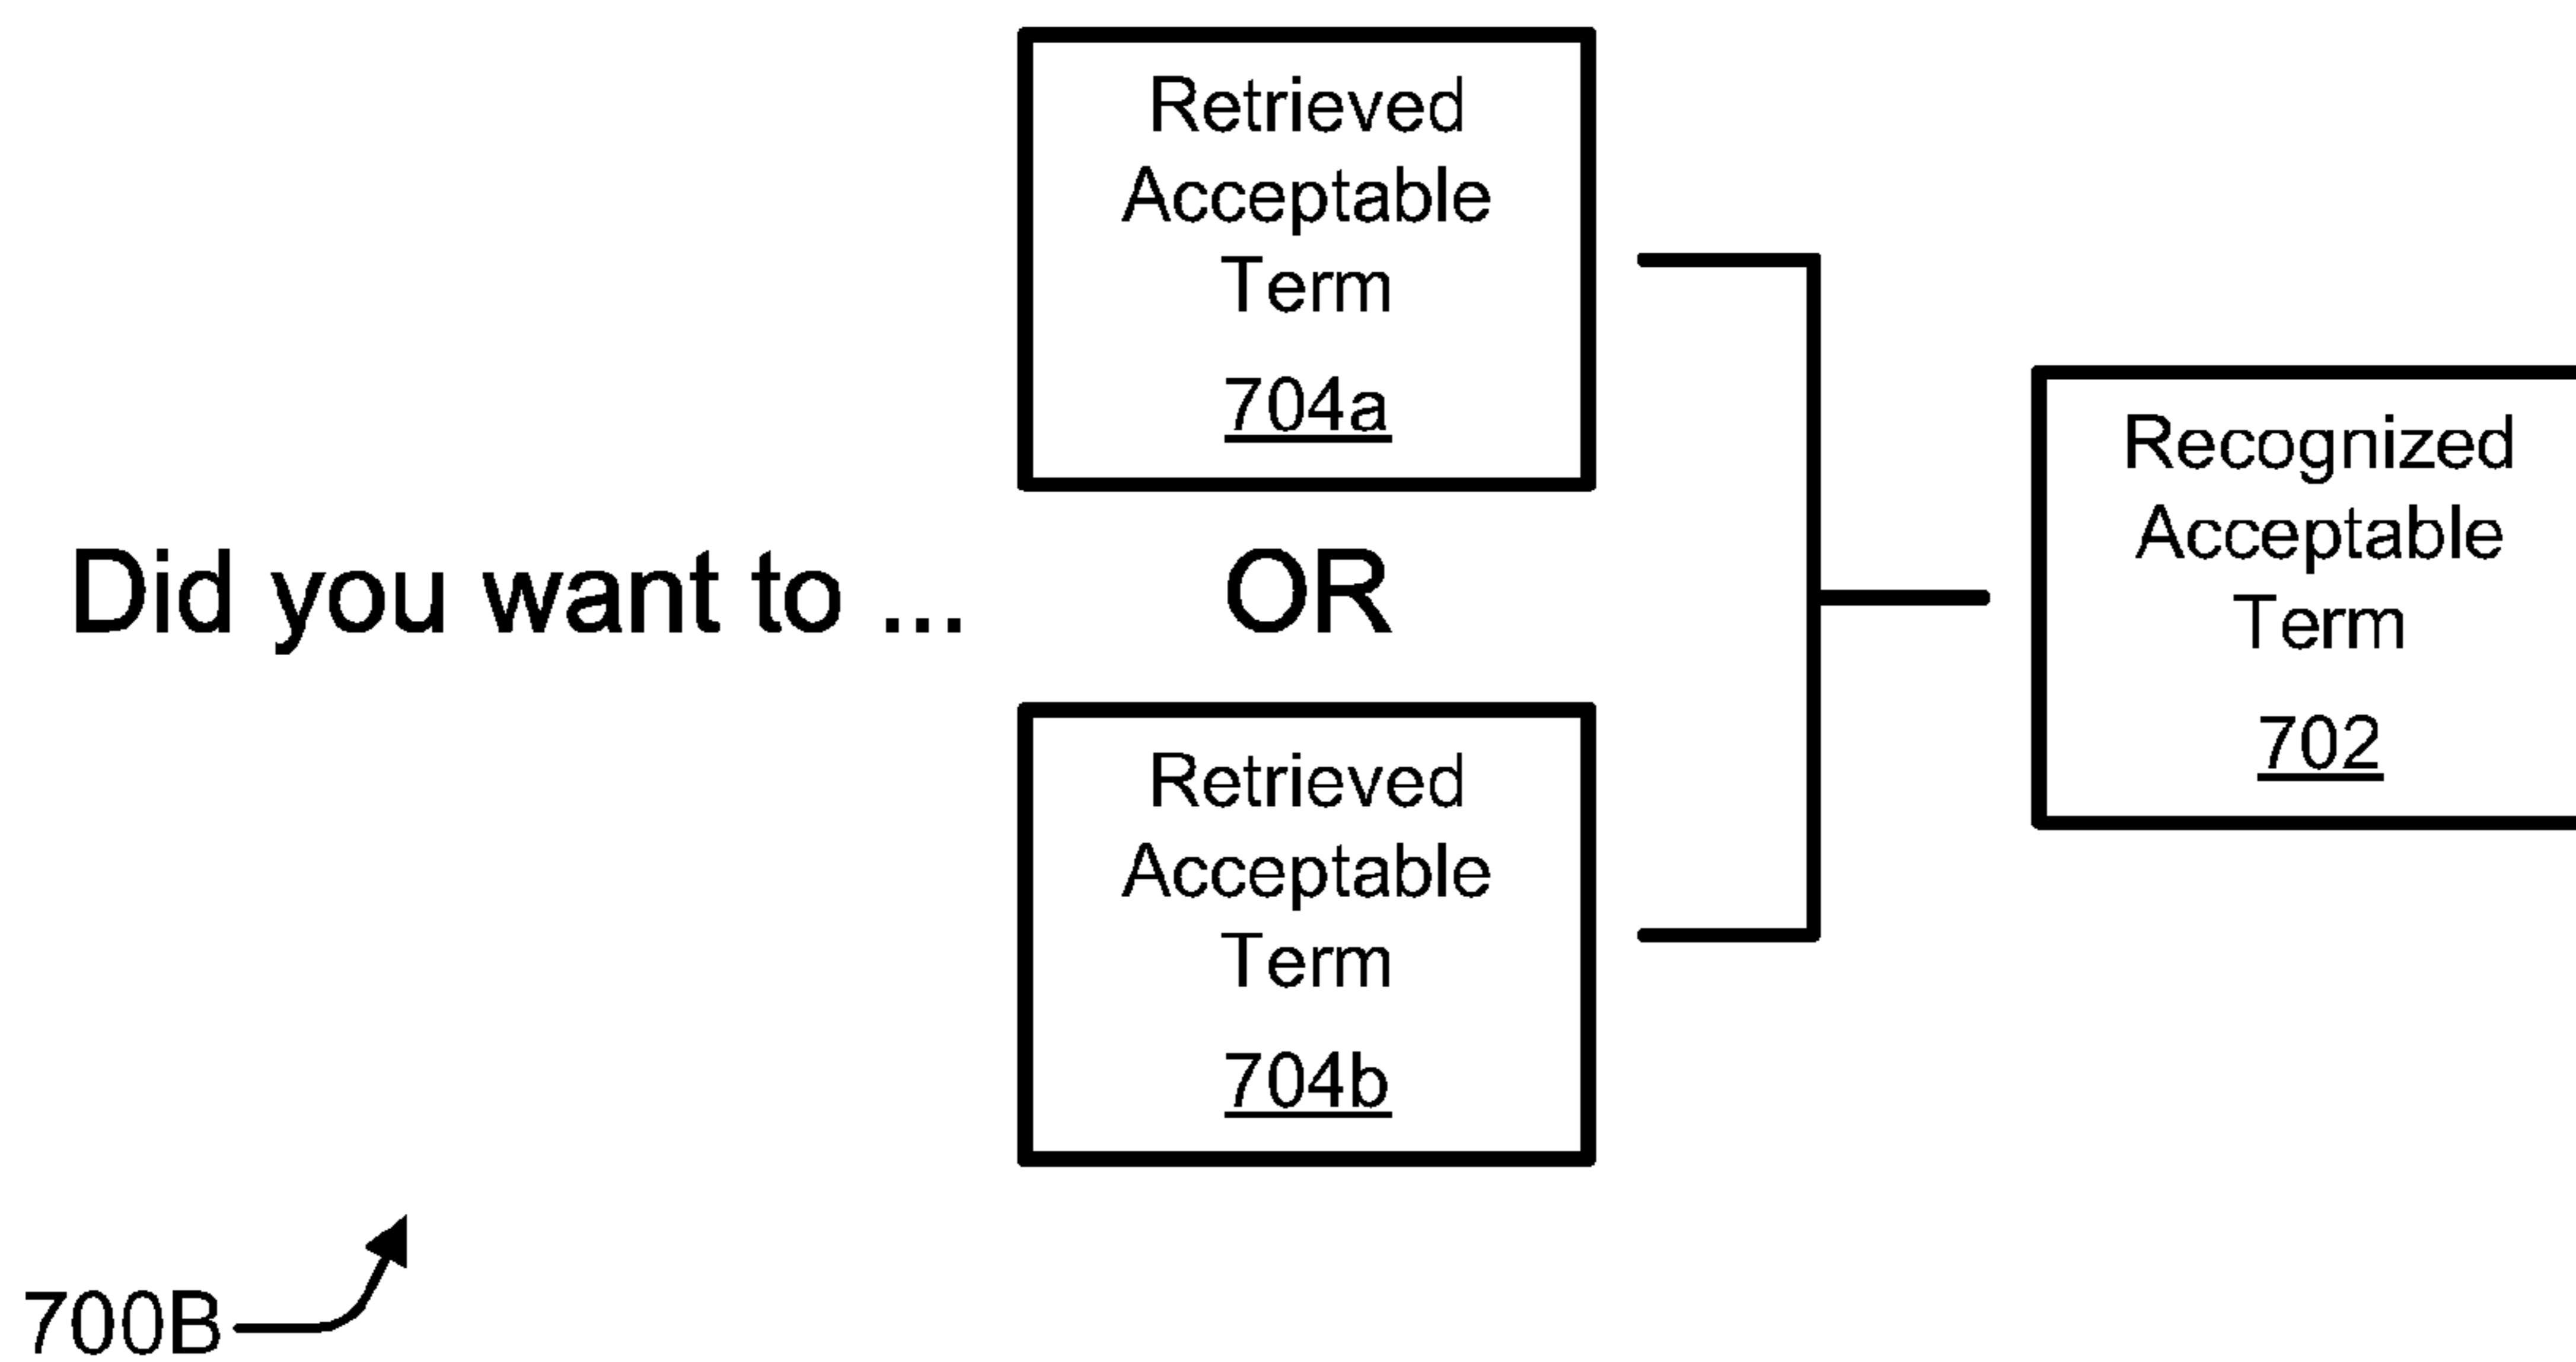 Retrieved
Acceptable
Term
704a
Did you want to ...
OR
Recognized
Acceptable
Term
702
Retrieved
Acceptable
Term
704b
700B